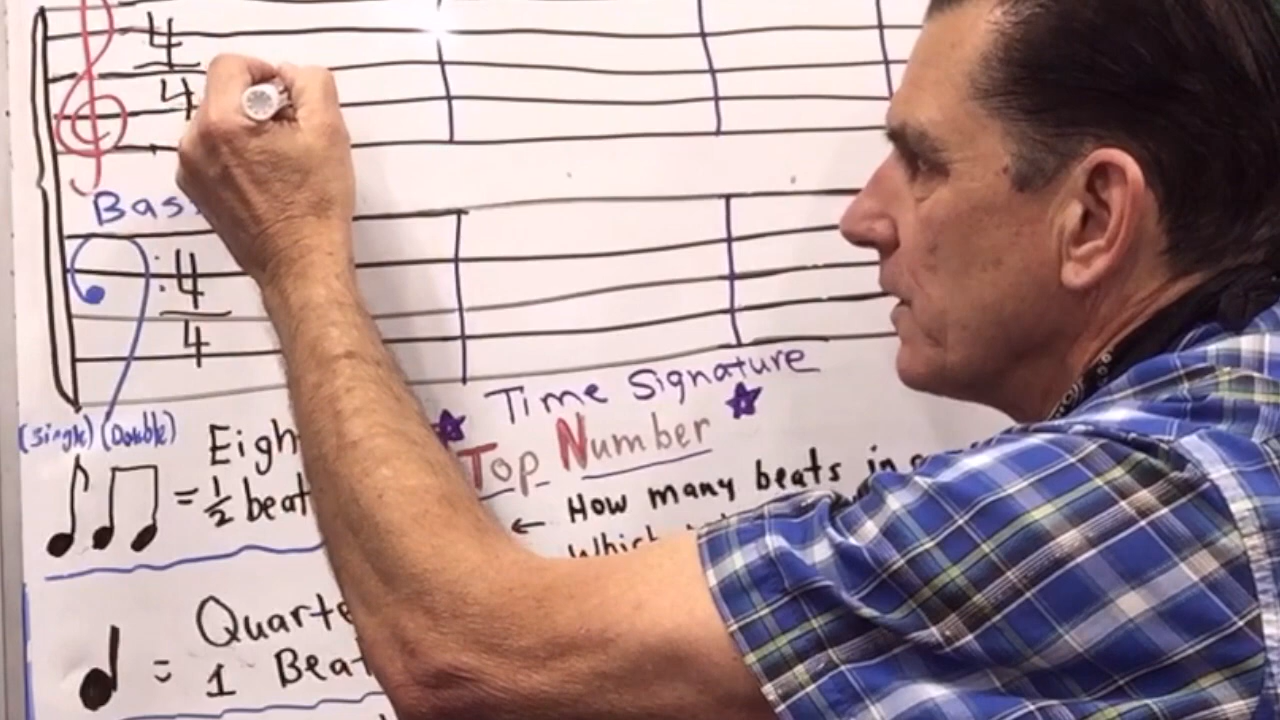 4
4
Bass
4
4
Time Signature
(Single) (Double)
Eigh
Top Number
= 1/2 beat
← How many beats in
Which
Quarte
= 1 Beat